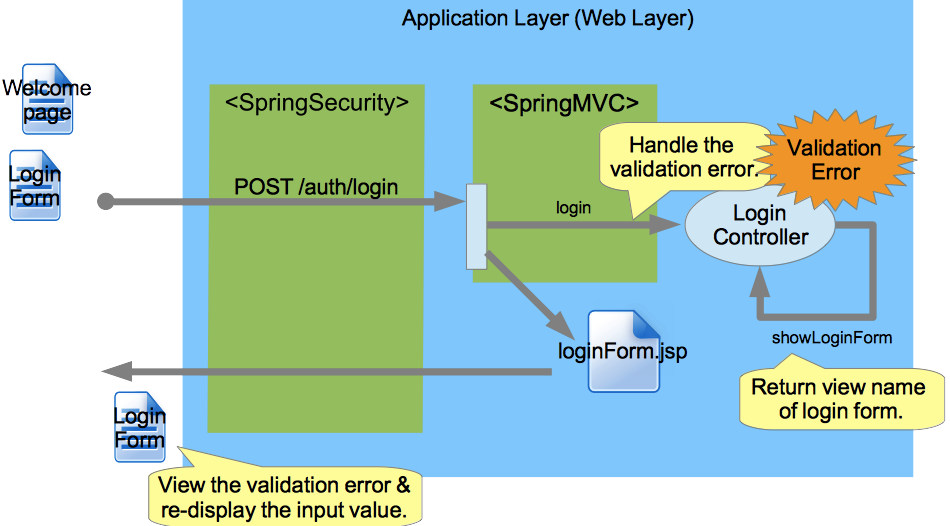 Application Layer (Web Layer)
Welcome
page
<SpringSecurity>
<SpringMVC>
Handle the
validation error.
Validation
Error
Login
Form
POST /auth/login
login
Login
Controller
showLoginForm
loginForm.jsp
Return view name
of login form.
Login
Form
View the validation error &
re-display the input value.